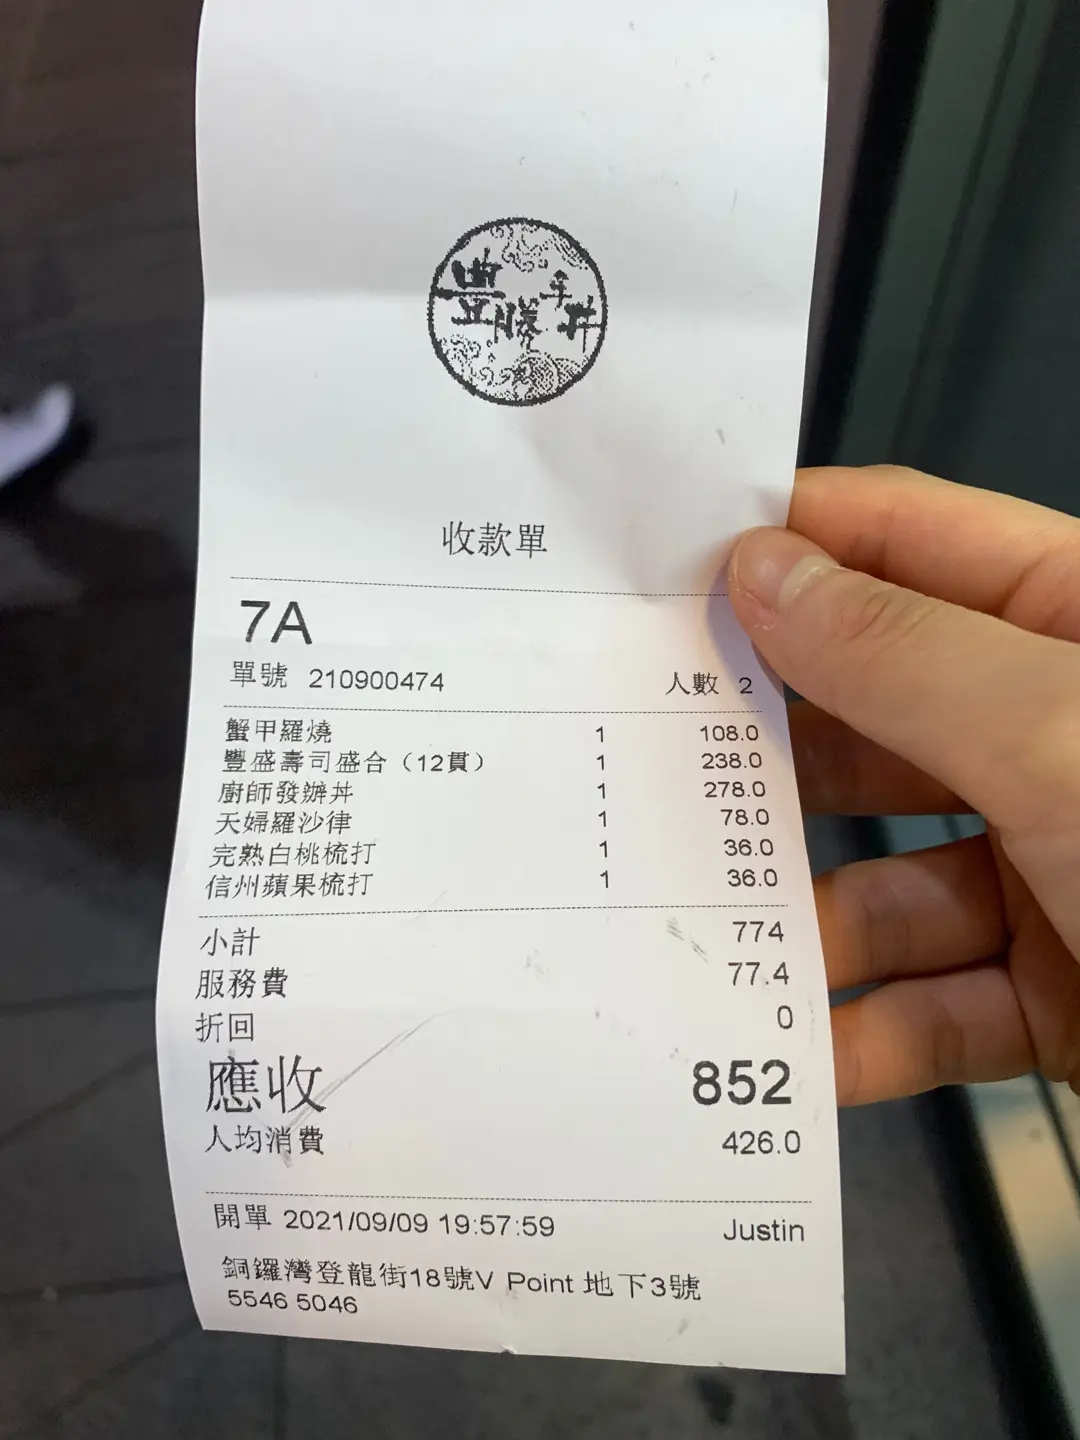 豐勝
手丼
收款單
7A
單號 210900474 人數 2
蟹甲羅燒 1 108.0
豐盛壽司盛合（12貫） 1 238.0
廚師發辦丼 1 278.0
天婦羅沙律 1 78.0
完熟白桃梳打 1 36.0
信州蘋果梳打 1 36.0
小計 774
服務費 77.4
折回 0
應收 852
人均消費 426.0
開單 2021/09/09 19:57:59 Justin
銅鑼灣登龍街18號V Point 地下3號
5546 5046